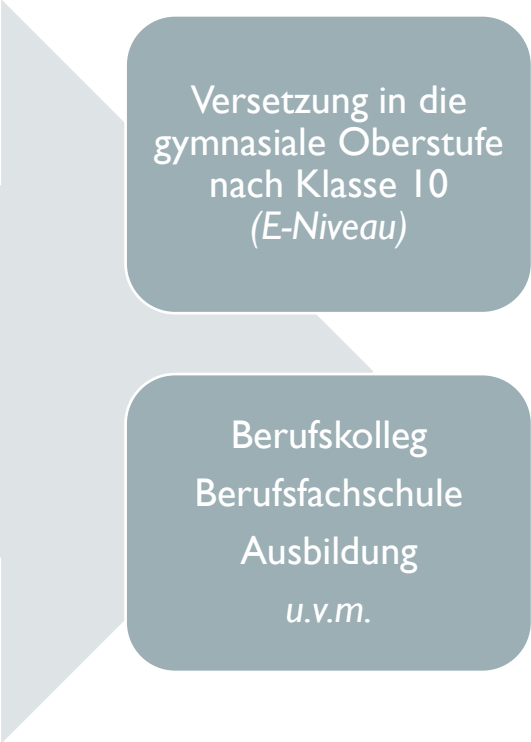 Versetzung in die
gymnasiale Oberstufe
nach Klasse 10
(E-Niveau)
Berufskolleg
Berufsfachschule
Ausbildung
u.v.m.